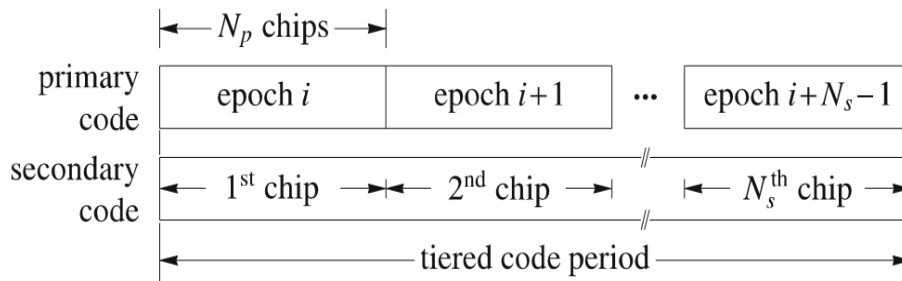 N_p chips
primary code
epoch i
epoch i+1
...
epoch i+N_s−1
secondary code
1st chip
2nd chip
N_s^th chip
tiered code period